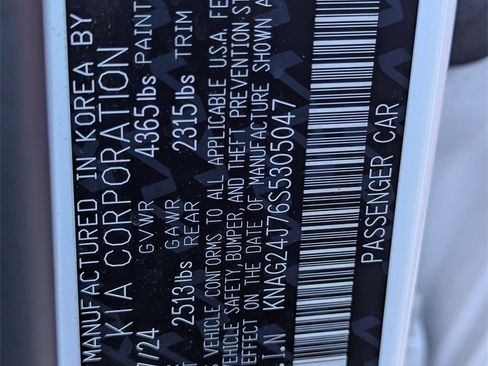 MANUFACTURED IN KOREA BY
KIA CORPORATION
/24 GVWR 4365lbs PAINT
GAWR
2513lbs REAR 2315lbs TRIM
VEHICLE CONFORMS TO ALL APPLICABLE U.S.A. FE
VEHICLE SAFETY, BUMPER, AND THEFT PREVENTION ST
EFFECT ON THE DATE OF MANUFACTURE SHOWN A
.I.N KNAG24J76S5305047
PASSENGER CAR